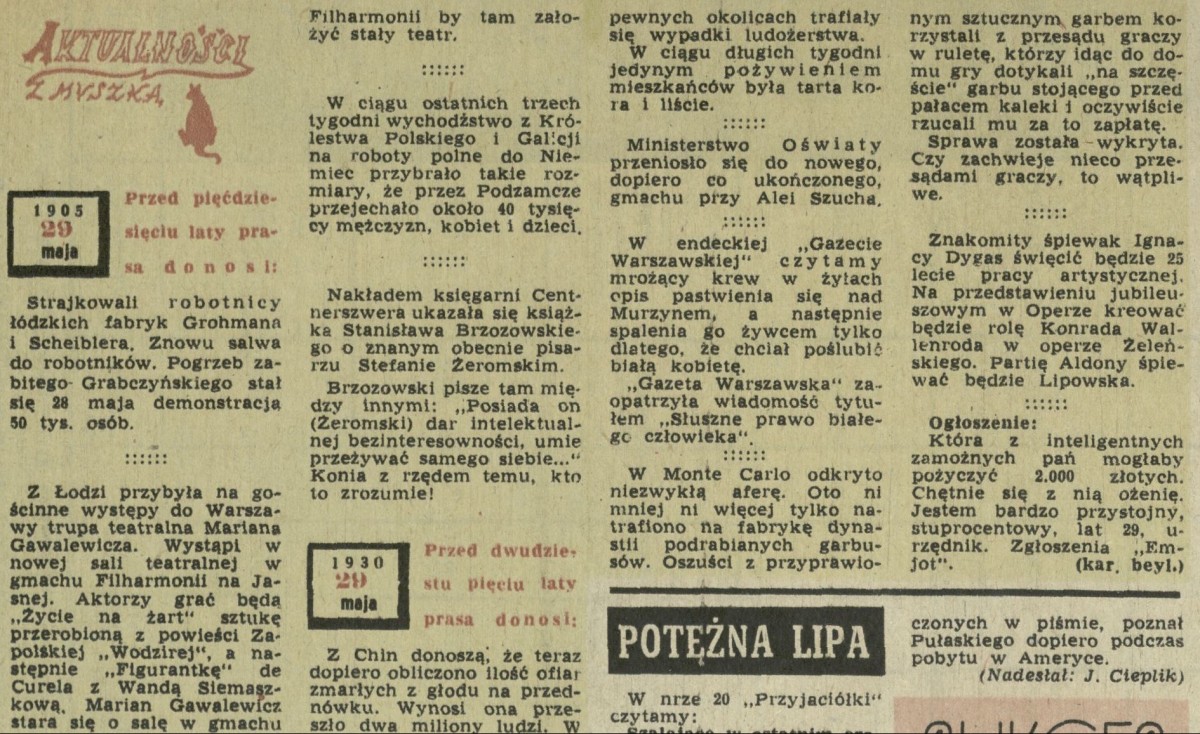 AKTUALNOŚCI
Z MYSZKĄ
1905
29
maja
Przed pięćdzie-
sięciu laty pra-
sa donosi:
Strajkowali robotnicy
łódzkich fabryk Grohmana
i Scheiblera. Znowu salwa
do robotników. Pogrzeb za-
bitego Grabczyńskiego stał
się 28 maja demonstracją
50 tys. osób.
::::::
Z Łodzi przybyła na go-
ścinne występy do Warsza-
wy trupa teatralna Mariana
Gawalewicza. Wystąpi w
nowej sali teatralnej w
gmachu Filharmonii na Ja-
snej. Aktorzy grać będą
„Życie na żart" sztukę
przerobioną z powieści Za-
polskiej „Wodzirej", a na-
stępnie „Figurantkę" de
Curela z Wandą Siemasz-
kową. Marian Gawalewicz
stara się o salę w gmachu
Filharmonii by tam zało-
żyć stały teatr.
::::::
W ciągu ostatnich trzech
tygodni wychodźstwo z Kró-
lestwa Polskiego i Galicji
na roboty polne do Nie-
miec przybrało takie roz-
miary, że przez Podzamcze
przejechało około 40 tysię-
cy mężczyzn, kobiet i dzieci.
::::::
Nakładem księgarni Cent-
nerszwera ukazała się książ-
ka Stanisława Brzozowskie-
go o znanym obecnie pisa-
rzu Stefanie Żeromskim.
Brzozowski pisze tam mię-
dzy innymi: „Posiada on
(Żeromski) dar intelektual-
nej bezinteresowności, umie
przeżywać samego siebie..."
Konia z rzędem temu, kto
to zrozumie!
1930
29
maja
Przed dwudzie-
stu pięciu laty
prasa donosi:
Z Chin donoszą, że teraz
dopiero obliczono ilość ofiar
zmarłych z głodu na przed-
nówku. Wynosi ona prze-
szło dwa miliony ludzi. W
pewnych okolicach trafiały
się wypadki ludożerstwa.
W ciągu długich tygodni
jedynym pożywieniem
mieszkańców była tarta ko-
ra i liście.
::::::
Ministerstwo Oświaty
przeniosło się do nowego,
dopiero co ukończonego,
gmachu przy Alei Szucha.
::::::
W endeckiej „Gazecie
Warszawskiej" czytamy
mrożący krew w żyłach
opis pastwienia się nad
Murzynem, a następnie
spalenia go żywcem tylko
dlatego, że chciał poślubić
białą kobietę.
„Gazeta Warszawska" za-
opatrzyła wiadomość tytu-
łem „Słuszne prawo białe-
go człowieka".
::::::
W Monte Carlo odkryto
niezwykłą aferę. Oto ni
mniej ni więcej tylko na-
trafiono na fabrykę dyna-
stii podrabianych garbu-
sów. Oszuści z przyprawio-
nym sztucznym garbem ko-
rzystali z przesądu graczy
w ruletę, którzy idąc do do-
mu gry dotykali „na szczę-
ście" garbu stojącego przed
pałacem kaleki i oczywiście
rzucali mu za to zapłatę.
Sprawa została wykryta.
Czy zachwieje nieco prze-
sądami graczy, to wątpli-
we.
::::::
Znakomity śpiewak Igna-
cy Dygas święcić będzie 25
lecie pracy artystycznej.
Na przedstawieniu jubileu-
szowym w Operze kreować
będzie rolę Konrada Wal-
lenroda w operze Żeleń-
skiego. Partię Aldony śpie-
wać będzie Lipowska.
::::::
Ogłoszenie:
Która z inteligentnych
zamożnych pań mogłaby
pożyczyć 2.000 złotych.
Chętnie się z nią ożenię.
Jestem bardzo przystojny,
stuprocentowy, lat 29, u-
rzędnik. Zgłoszenia „Em-
jot". (kar. beyl.)
POTĘŻNA LIPA
W nrze 20 „Przyjaciółki"
czytamy:
czonych w piśmie, poznał
Pułaskiego dopiero podczas
pobytu w Ameryce.
(Nadesłał: J. Cieplik)